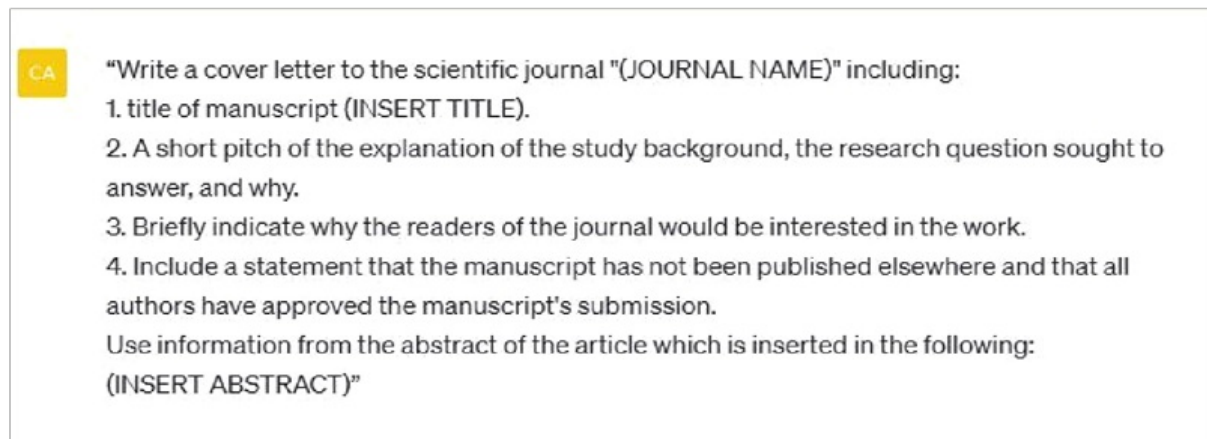 CA
“Write a cover letter to the scientific journal "(JOURNAL NAME)" including:
1. title of manuscript (INSERT TITLE).
2. A short pitch of the explanation of the study background, the research question sought to
answer, and why.
3. Briefly indicate why the readers of the journal would be interested in the work.
4. Include a statement that the manuscript has not been published elsewhere and that all
authors have approved the manuscript's submission.
Use information from the abstract of the article which is inserted in the following:
(INSERT ABSTRACT)”